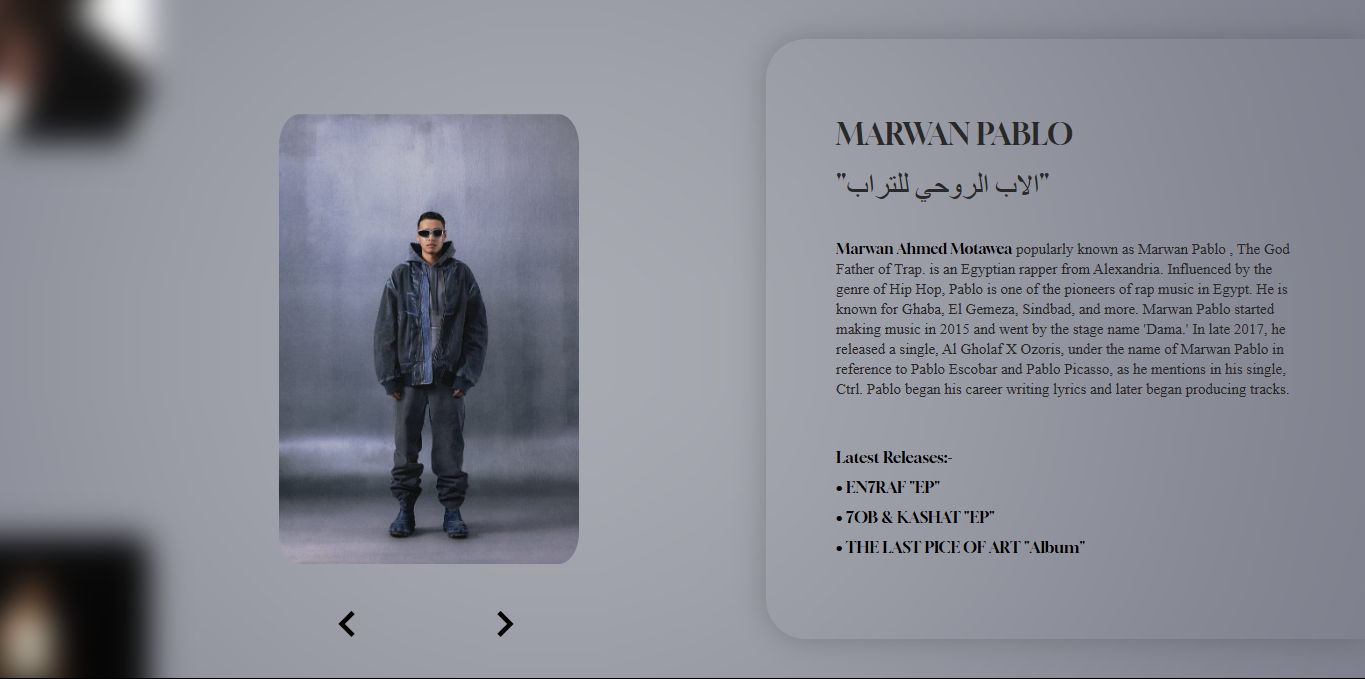 MARWAN PABLO
"الاب الروحي للتراب"
Marwan Ahmed Motawea popularly known as Marwan Pablo , The God
Father of Trap. is an Egyptian rapper from Alexandria. Influenced by the
genre of Hip Hop, Pablo is one of the pioneers of rap music in Egypt. He is
known for Ghaba, El Gemeza, Sindbad, and more. Marwan Pablo started
making music in 2015 and went by the stage name 'Dama.' In late 2017, he
released a single, Al Gholaf X Ozoris, under the name of Marwan Pablo in
reference to Pablo Escobar and Pablo Picasso, as he mentions in his single,
Ctrl. Pablo began his career writing lyrics and later began producing tracks.
Latest Releases:-
• EN7RAF "EP"
• 7OB & KASHAT "EP"
• THE LAST PICE OF ART "Album"